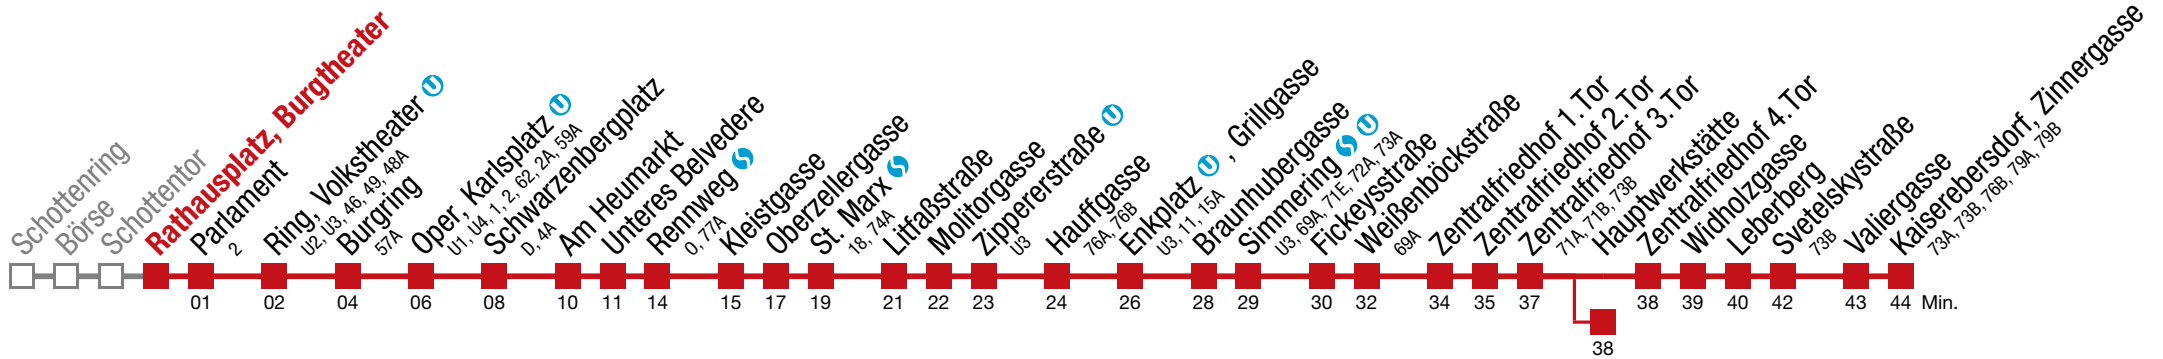 Schottenring
Börse
Schottentor
Rathausplatz, Burgtheater
Parlament
2
Ring, Volkstheater U
U2, U3, 46, 49, 48A
Burgring
57A
Oper, Karlsplatz U
U1, U4, 1, 2, 62, 2A, 59A
Schwarzenbergplatz
D, 4A
Am Heumarkt
Unteres Belvedere
Rennweg S
O, 77A
Kleistgasse
Oberzellergasse
St. Marx S
18, 74A
Litfaßstraße
Molitorgasse
Zippererstraße U
U3
Hauffgasse
76A, 76B
Enkplatz U , Grillgasse
U3, 11, 15A
Braunhubergasse
Simmering S U
U3, 69A, 71E, 72A, 73A
Fickeysstraße
Weißenböckstraße
69A
Zentralfriedhof 1. Tor
Zentralfriedhof 2. Tor
Zentralfriedhof 3. Tor
71A, 71B, 73B
Hauptwerkstätte
Zentralfriedhof 4. Tor
Widholzgasse
Leberberg
Svetelskystraße
73B
Valiergasse
Kaiserebersdorf, Zinnergasse
73A, 73B, 76B, 79A, 79B
01 02 04 06 08 10 11 14 15 17 19 21 22 23 24 26 28 29 30 32 34 35 37 38 39 40 42 43 44 Min.
38